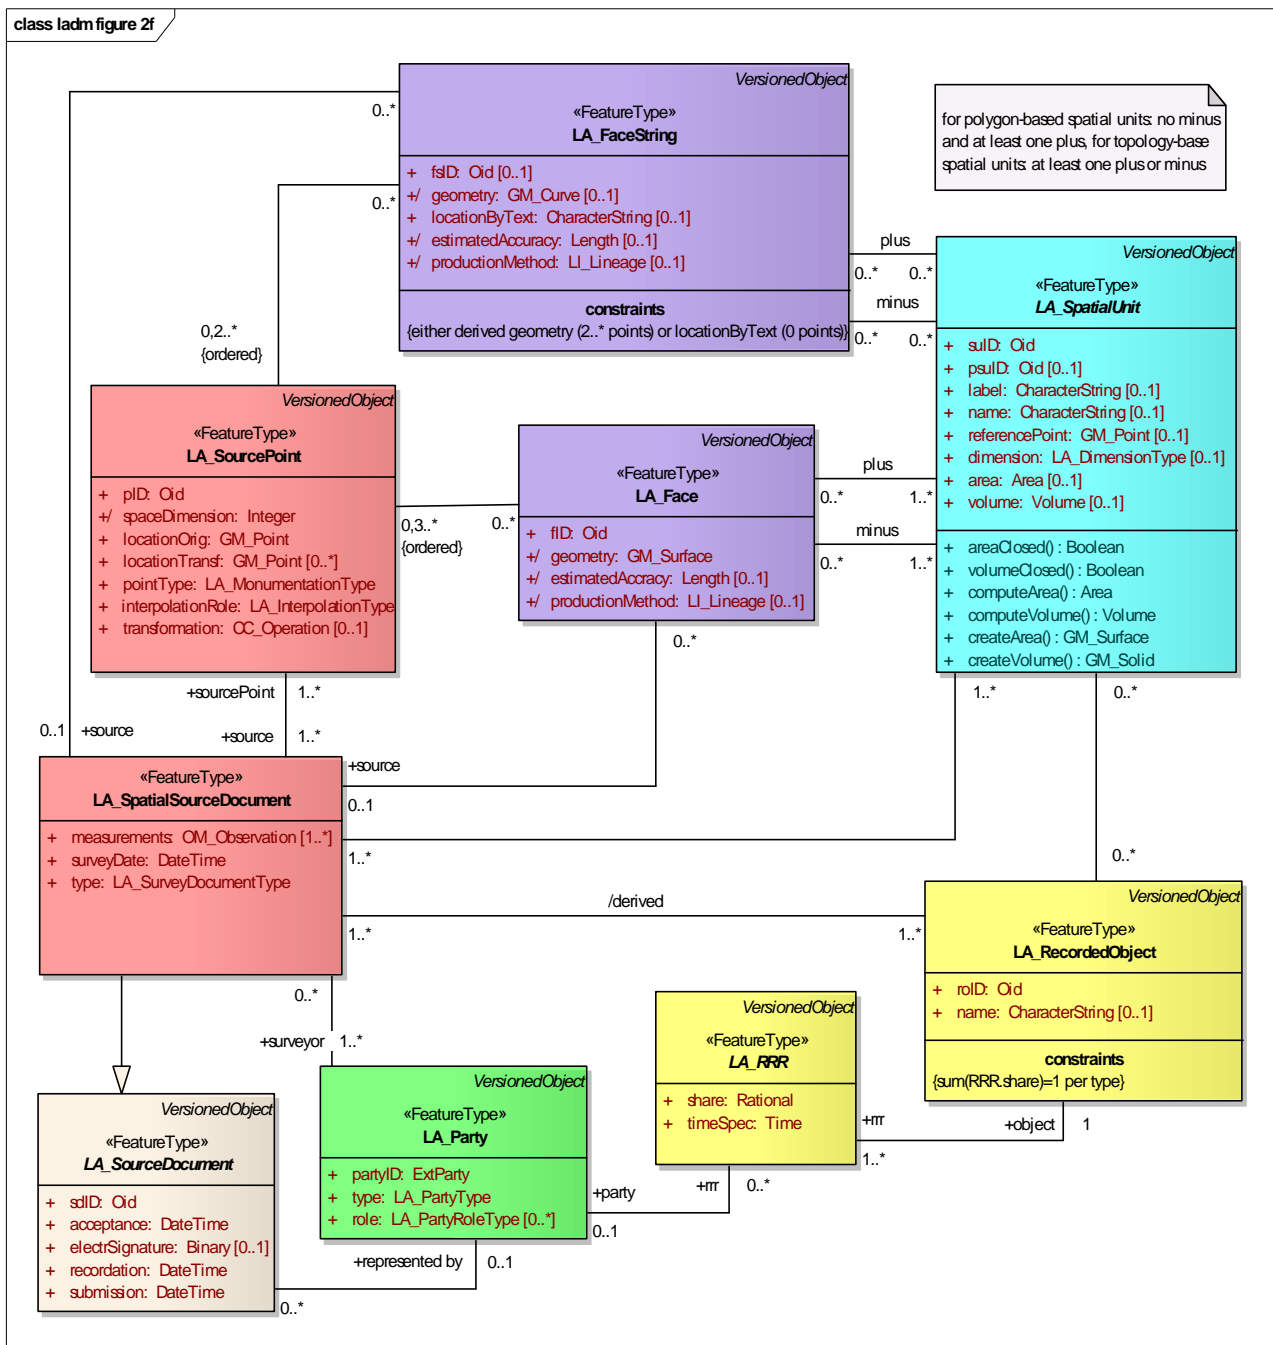 class ladm figure 2f
VersionedObject
«FeatureType»
LA_FaceString
+ fsID: Oid [0..1]
+/ geometry: GM_Curve [0..1]
+ locationByText: CharacterString [0..1]
+/ estimatedAccuracy: Length [0..1]
+/ productionMethod: LI_Lineage [0..1]
constraints
{either derived geometry (2..* points) or locationByText (0 points)}
for polygon-based spatial units: no minus
and at least one plus, for topology-base
spatial units: at least one plus or minus
0..*
0..*
0,2..*
{ordered}
plus
0..*
0..*
minus
0..*
0..*
VersionedObject
«FeatureType»
LA_SpatialUnit
+ suID: Oid
+ psuID: Oid [0..1]
+ label: CharacterString [0..1]
+ name: CharacterString [0..1]
+ referencePoint: GM_Point [0..1]
+ dimension: LA_DimensionType [0..1]
+ area: Area [0..1]
+ volume: Volume [0..1]
+ areaClosed() : Boolean
+ volumeClosed() : Boolean
+ computeArea() : Area
+ computeVolume() : Volume
+ createArea() : GM_Surface
+ createVolume() : GM_Solid
VersionedObject
«FeatureType»
LA_SourcePoint
+ pID: Oid
+/ spaceDimension: Integer
+ locationOrig: GM_Point
+ locationTransf: GM_Point [0..*]
+ pointType: LA_MonumentationType
+ interpolationRole: LA_InterpolationType
+ transformation: CC_Operation [0..1]
0,3..*
{ordered}
0..*
VersionedObject
«FeatureType»
LA_Face
+ fID: Oid
+/ geometry: GM_Surface
+/ estimatedAccracy: Length [0..1]
+/ productionMethod: LI_Lineage [0..1]
plus
0..*
1..*
minus
0..*
1..*
0..*
+sourcePoint
1..*
0..1
+source
+source
1..*
+source
0..1
1..*
0..*
VersionedObject
«FeatureType»
LA_SpatialSourceDocument
+ measurements: OM_Observation [1..*]
+ surveyDate: DateTime
+ type: LA_SurveyDocumentType
1..*
0..*
/derived
1..*
1..*
VersionedObject
«FeatureType»
LA_RecordedObject
+ roID: Oid
+ name: CharacterString [0..1]
constraints
{sum(RRR.share)=1 per type}
0..*
+surveyor
1..*
VersionedObject
«FeatureType»
LA_RRR
+ share: Rational
+ timeSpec: Time
+rrr
1..*
+object
1
VersionedObject
«FeatureType»
LA_SourceDocument
+ sdID: Oid
+ acceptance: DateTime
+ electrSignature: Binary [0..1]
+ recordation: DateTime
+ submission: DateTime
VersionedObject
«FeatureType»
LA_Party
+ partyID: ExtParty
+ type: LA_PartyType
+ role: LA_PartyRoleType [0..*]
+party
0..1
+rrr
0..*
+represented by
0..1
0..*